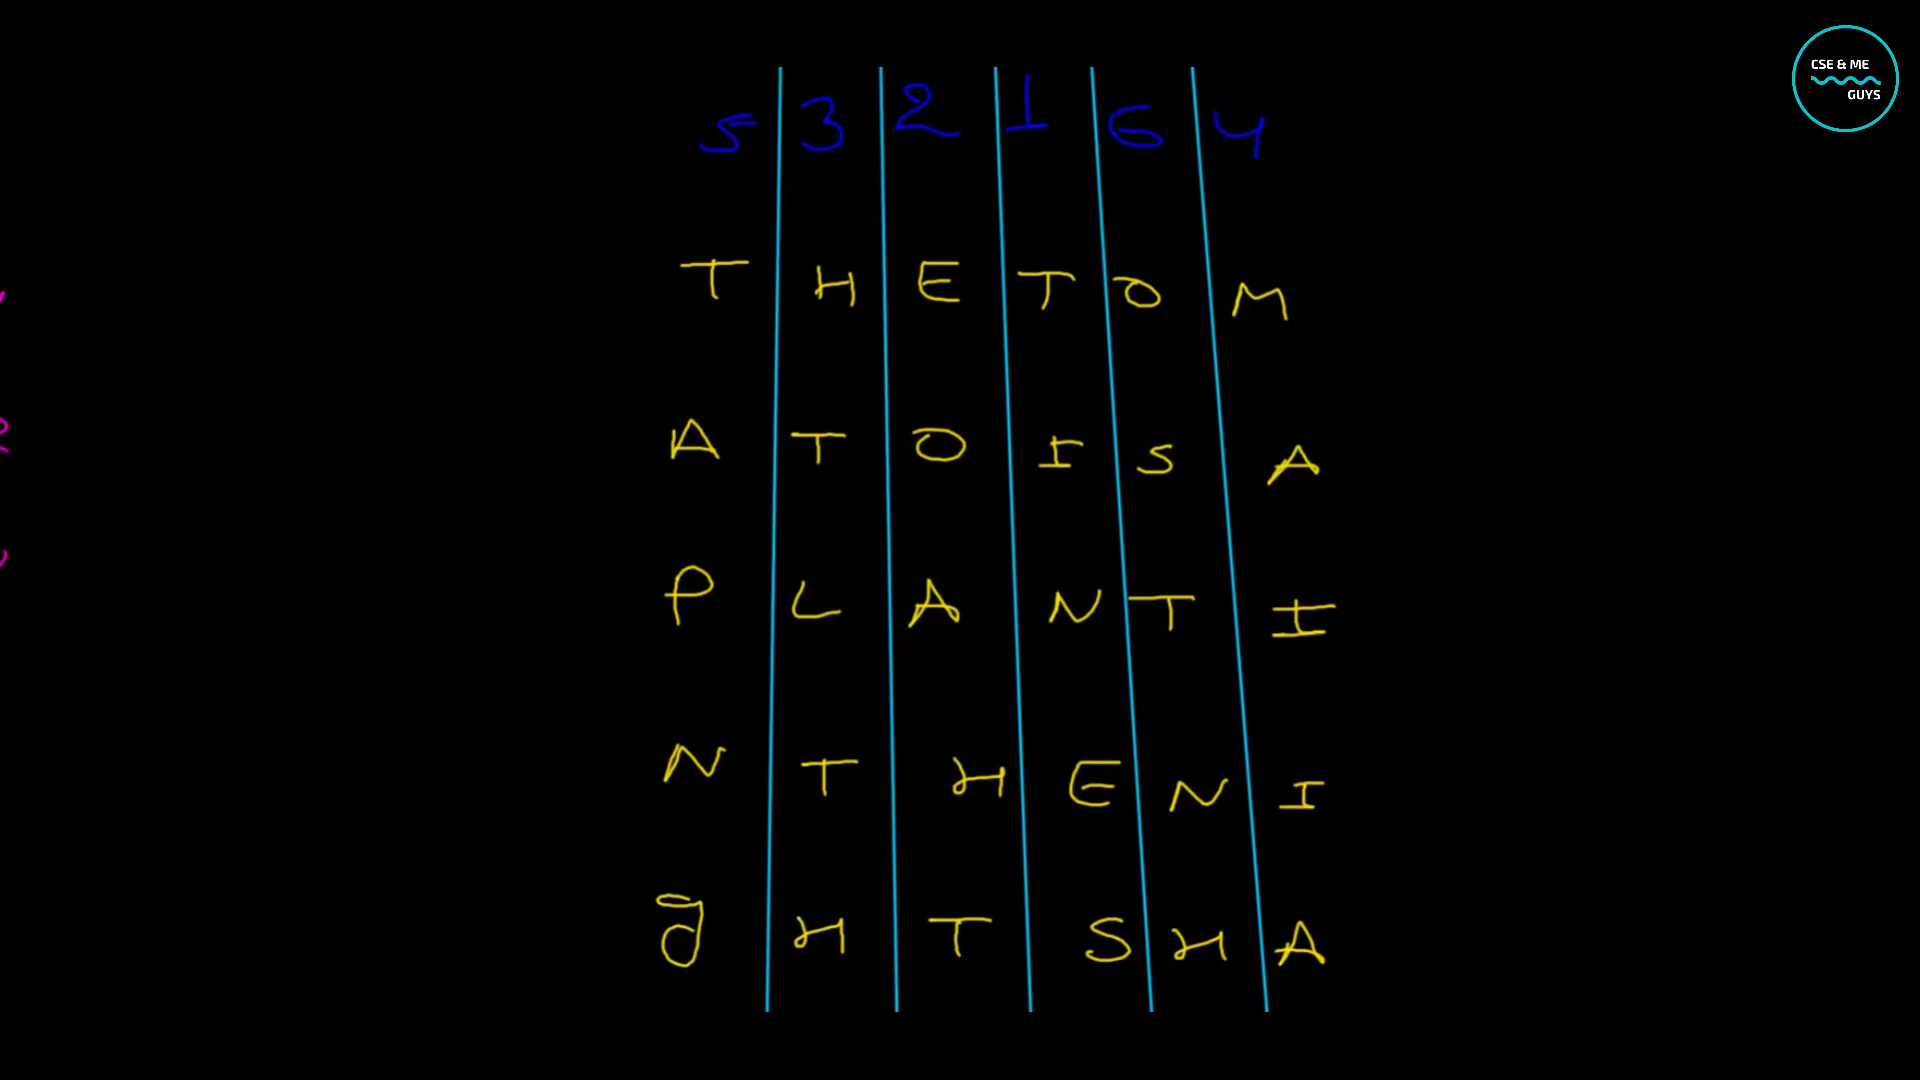 CSE & ME
GUYS
5 3 2 1 6 4
T H E T O M
A T O I S A
P L A N T I
N T H E N I
g H T S H A